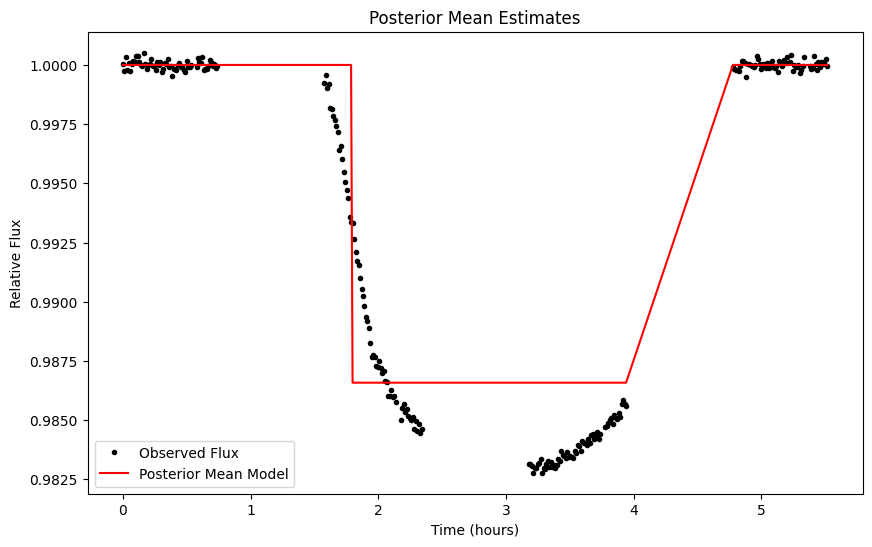 Posterior Mean Estimates
1.0000
0.9975
0.9950
0.9925
0.9900
0.9875
0.9850
0.9825
Relative Flux
Observed Flux
Posterior Mean Model
0 1 2 3 4 5
Time (hours)